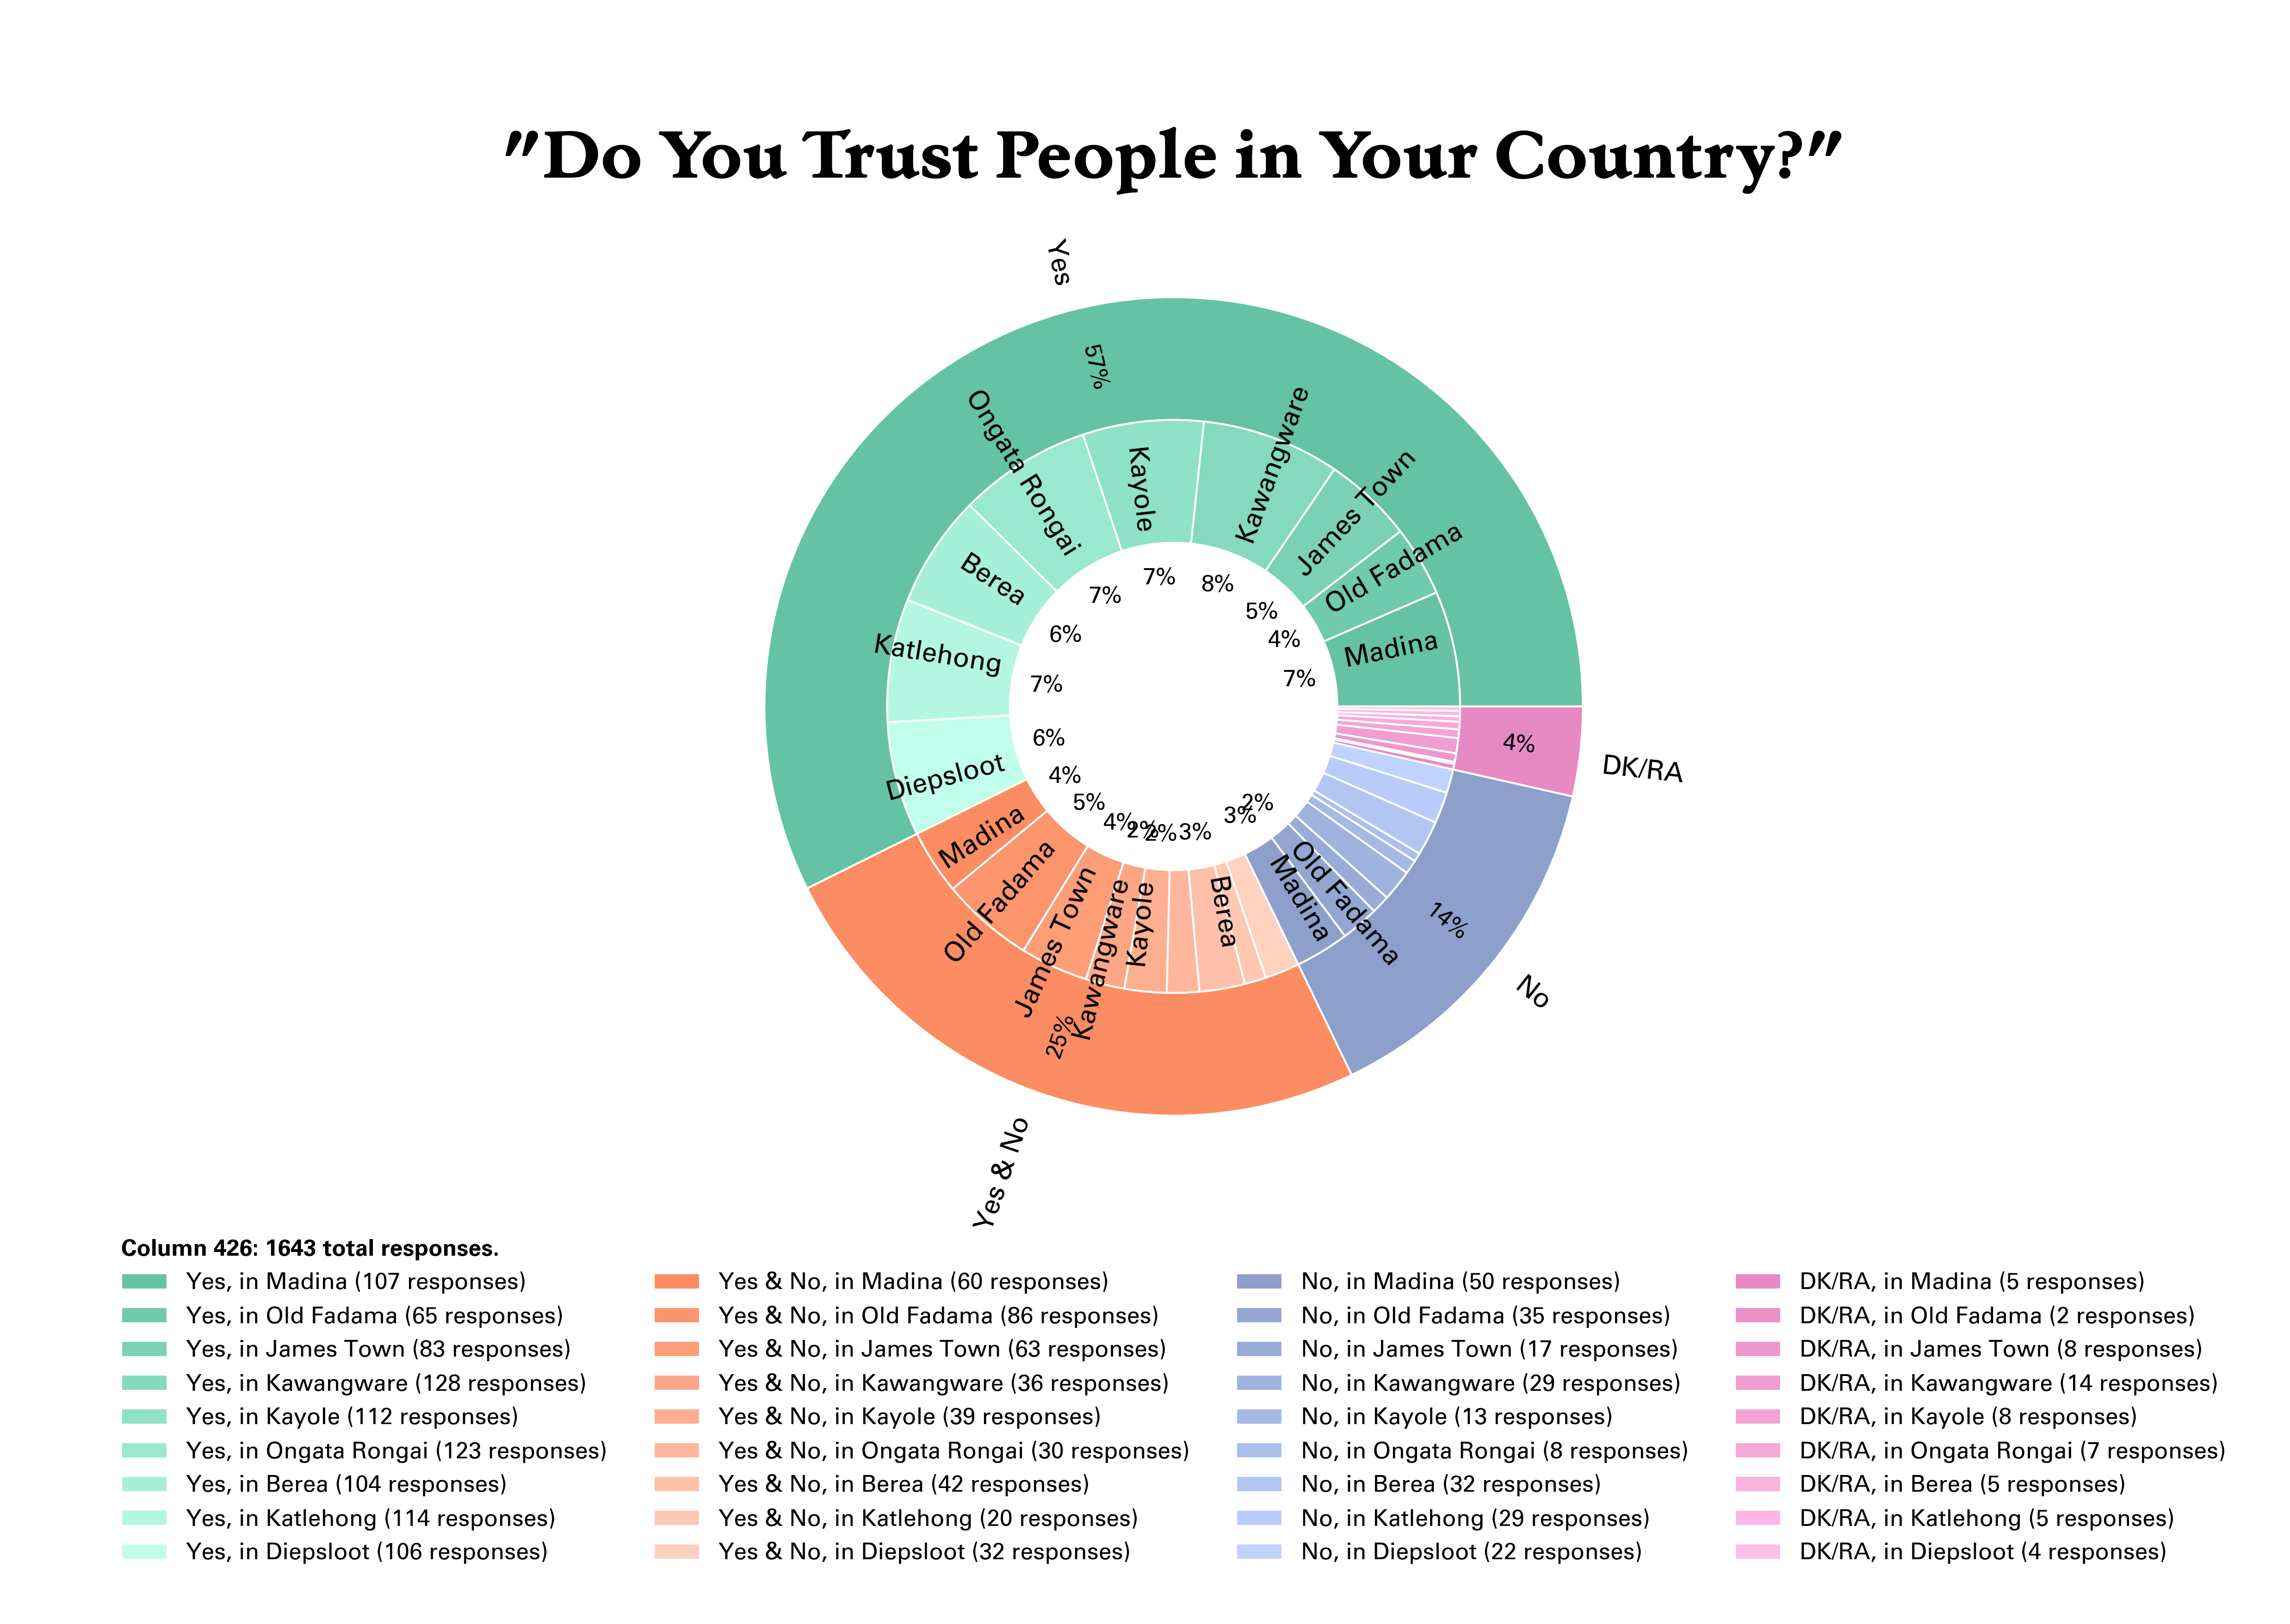 "Do You Trust People in Your Country?"
Yes
57%
Ongata Rongai
Kayole
Kawangware
James Town
Old Fadama
Madina
Berea
Katlehong
Diepsloot
7%
7%
8%
5%
4%
7%
6%
7%
6%
4%
5%
4%
2%
2%
3%
3%
2%
4%
DK/RA
Madina
Old Fadama
James Town
Kawangware
Kayole
Berea
Madina
Old Fadama
14%
No
25%
Yes & No
Column 426: 1643 total responses.
Yes, in Madina (107 responses)
Yes, in Old Fadama (65 responses)
Yes, in James Town (83 responses)
Yes, in Kawangware (128 responses)
Yes, in Kayole (112 responses)
Yes, in Ongata Rongai (123 responses)
Yes, in Berea (104 responses)
Yes, in Katlehong (114 responses)
Yes, in Diepsloot (106 responses)
Yes & No, in Madina (60 responses)
Yes & No, in Old Fadama (86 responses)
Yes & No, in James Town (63 responses)
Yes & No, in Kawangware (36 responses)
Yes & No, in Kayole (39 responses)
Yes & No, in Ongata Rongai (30 responses)
Yes & No, in Berea (42 responses)
Yes & No, in Katlehong (20 responses)
Yes & No, in Diepsloot (32 responses)
No, in Madina (50 responses)
No, in Old Fadama (35 responses)
No, in James Town (17 responses)
No, in Kawangware (29 responses)
No, in Kayole (13 responses)
No, in Ongata Rongai (8 responses)
No, in Berea (32 responses)
No, in Katlehong (29 responses)
No, in Diepsloot (22 responses)
DK/RA, in Madina (5 responses)
DK/RA, in Old Fadama (2 responses)
DK/RA, in James Town (8 responses)
DK/RA, in Kawangware (14 responses)
DK/RA, in Kayole (8 responses)
DK/RA, in Ongata Rongai (7 responses)
DK/RA, in Berea (5 responses)
DK/RA, in Katlehong (5 responses)
DK/RA, in Diepsloot (4 responses)